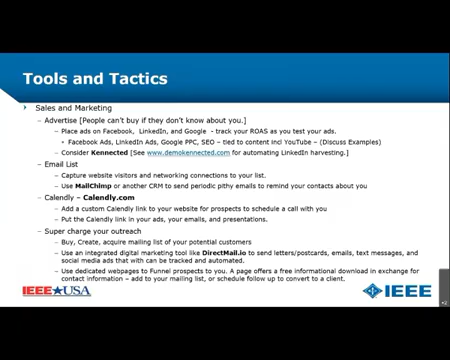 Tools and Tactics
Sales and Marketing
– Advertise [People can't buy if they don't know about you.]
– Place ads on Facebook, LinkedIn, and Google - track your ROAS as you test your ads.
• Facebook Ads, LinkedIn Ads, Google PPC, SEO – tied to content incl YouTube – (Discuss Examples)
– Consider Kennected [See www.demokennected.com for automating LinkedIn harvesting.]
– Email List
– Capture website visitors and networking connections to your list.
– Use MailChimp or another CRM to send periodic pithy emails to remind your contacts about you
– Calendly – Calendly.com
– Add a custom Calendly link to your website for prospects to schedule a call with you
– Put the Calendly link in your ads, your emails, and presentations.
– Super charge your outreach
– Buy, Create, acquire mailing list of your potential customers
– Use an integrated digital marketing tool like DirectMail.io to send letters/postcards, emails, text messages, and
social media ads that with can be tracked and automated.
– Use dedicated webpages to Funnel prospects to you. A page offers a free informational download in exchange for
contact information – add to your mailing list, or schedule follow up to convert to a client.
IEEE USA
IEEE